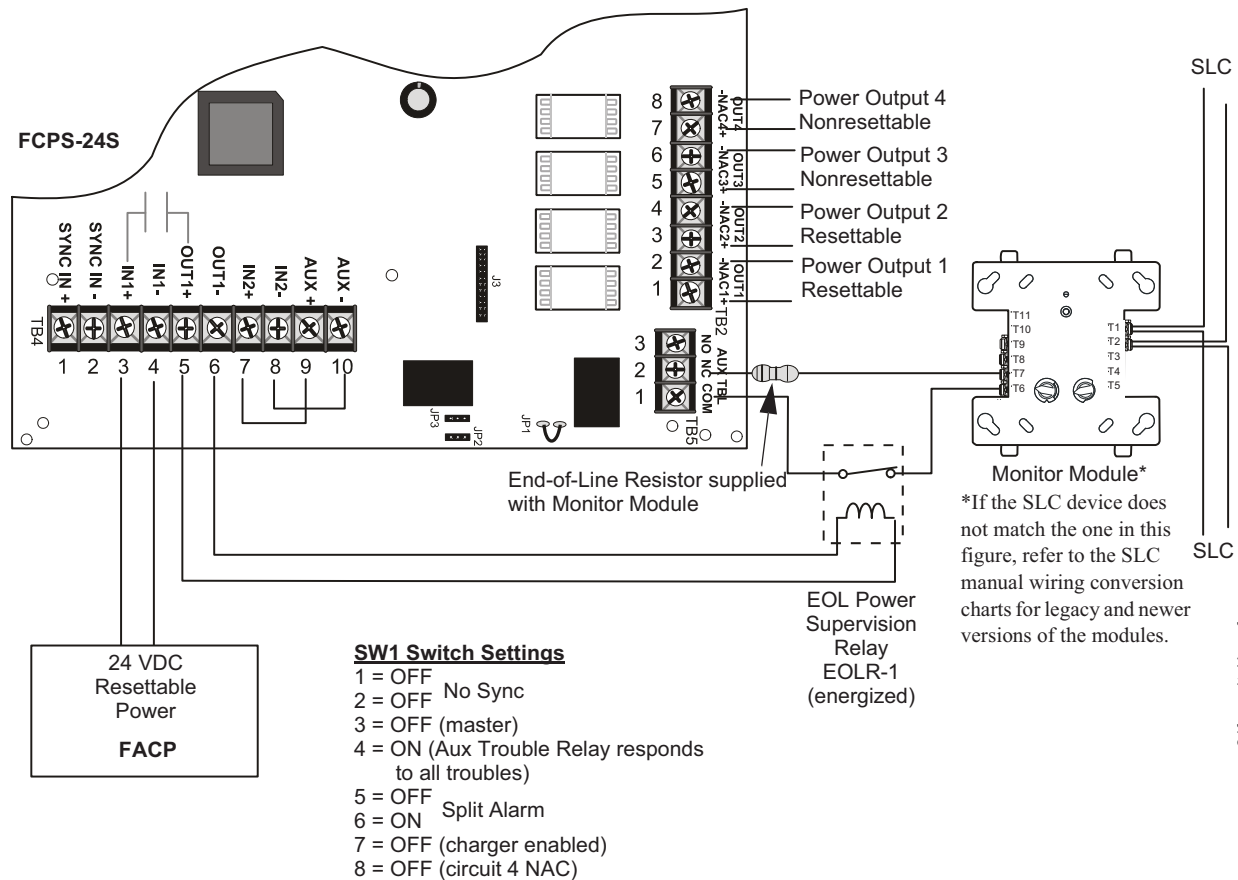 FCPS-24S
SYNC IN +
SYNC IN -
IN1+
IN1-
OUT1+
OUT1-
IN2+
IN2-
AUX +
AUX -
TB4
1 2 3 4 5 6 7 8 9 10
J3
JP3
JP2
JP1
8
7
6
5
4
3
2
1
-NAC4+
OUT4
-NAC3+
OUT3
-NAC2+
OUT2
-NAC1+
OUT1
TB2
3
2
1
NO NC COM
AUX TBL
TB5
Power Output 4
Nonresettable
Power Output 3
Nonresettable
Power Output 2
Resettable
Power Output 1
Resettable
SLC
T11
T10
T9
T8
T7
T6
T1
T2
T3
T4
T5
Monitor Module*
*If the SLC device does
not match the one in this
figure, refer to the SLC
manual wiring conversion
charts for legacy and newer
versions of the modules.
SLC
End-of-Line Resistor supplied
with Monitor Module
EOL Power
Supervision
Relay
EOLR-1
(energized)
24 VDC
Resettable
Power
FACP
SW1 Switch Settings
1 = OFF
2 = OFF
No Sync
3 = OFF (master)
4 = ON (Aux Trouble Relay responds
to all troubles)
5 = OFF
6 = ON
Split Alarm
7 = OFF (charger enabled)
8 = OFF (circuit 4 NAC)